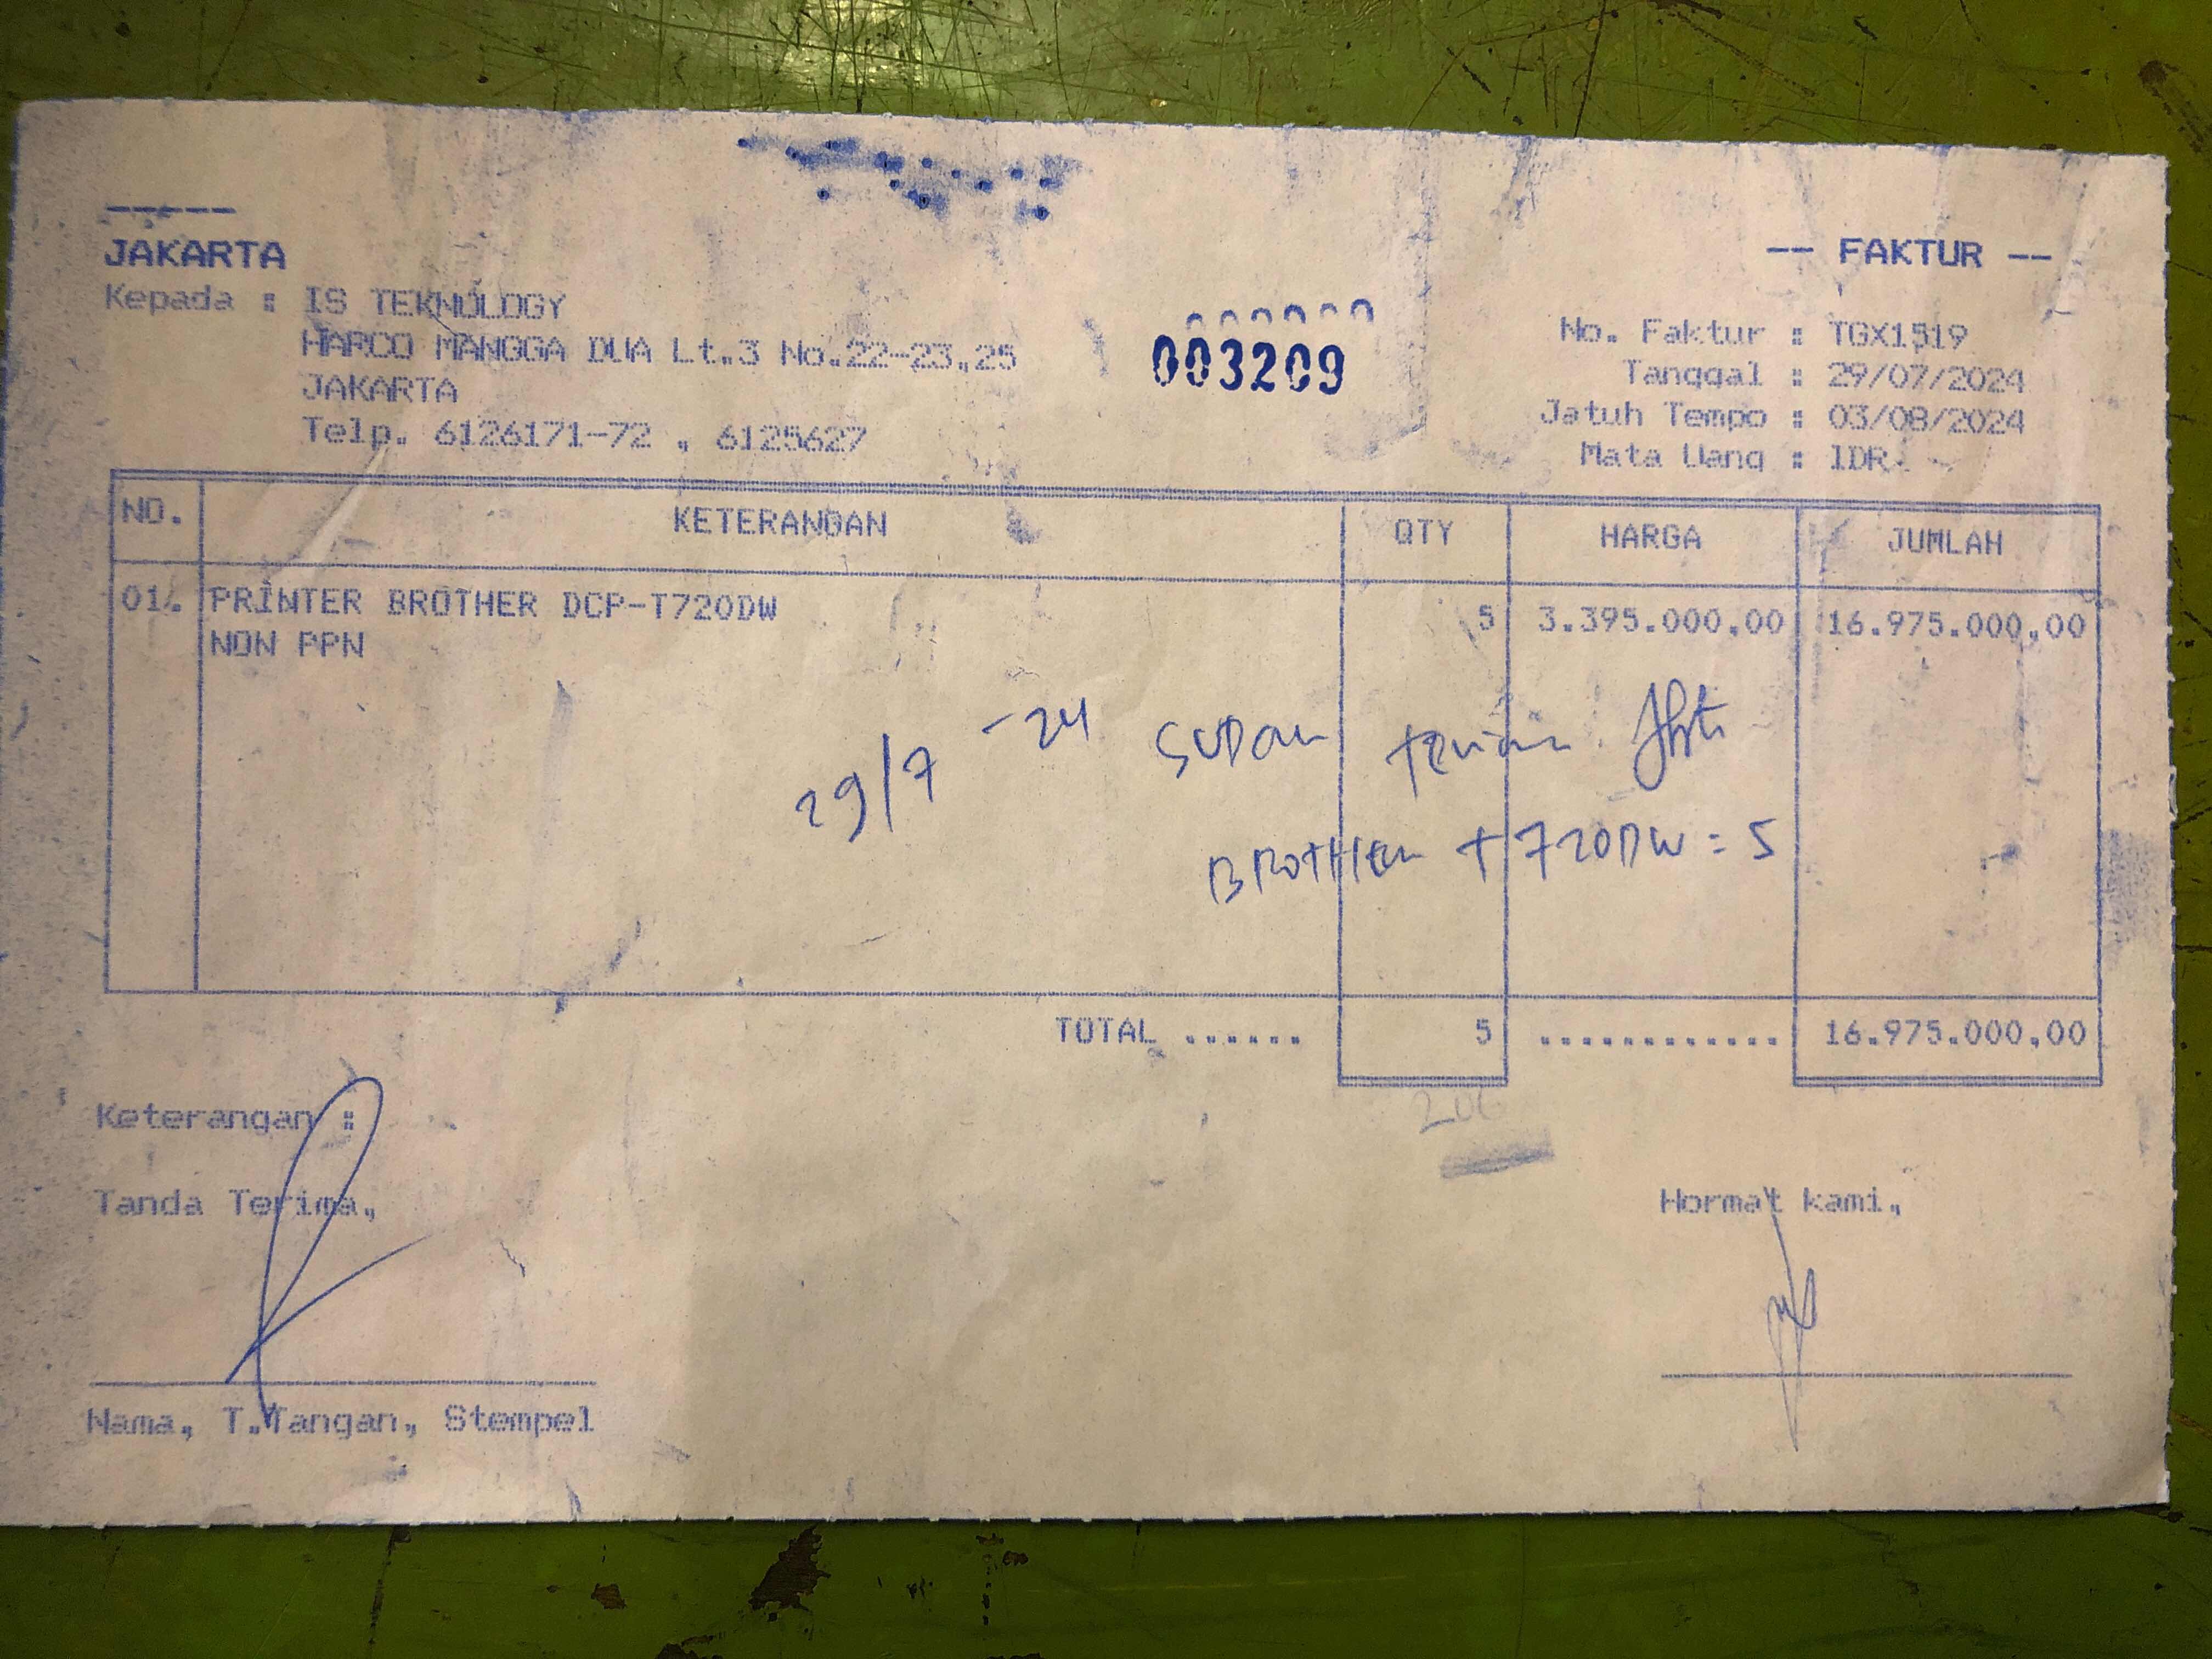 JAKARTA
Kepada : IS TEKNOLOGY
HARCO MANGGA DUA Lt.3 No.22-23,25
JAKARTA
Telp. 6126171-72 , 6125627
003209
-- FAKTUR --
No. Faktur : TGX1519
Tanggal : 29/07/2024
Jatuh Tempo : 03/08/2024
Mata Uang : IDR
NO. KETERANGAN QTY HARGA JUMLAH
01. PRINTER BROTHER DCP-T720DW 5 3.395.000,00 16.975.000,00
NON PPN
29/7 -24 SUDAH terima
BROTHER T720DW = 5
TOTAL ...... 5 ............ 16.975.000,00
Keterangan :
Tanda Terima,
Hormat kami,
Nama, T.Tangan, Stempel